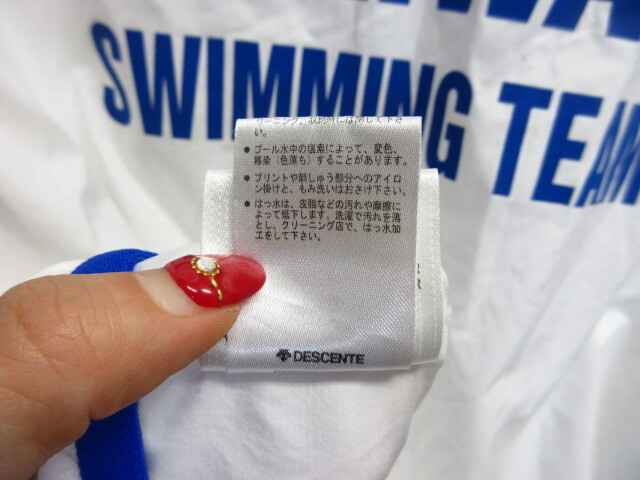 SWIMMING TEAM
い。
● プール水中の塩素によって、変色、
移染(色落ち)することがあります。
● プリントや刺しゅう部分へのアイロ
ン掛けと、もみ洗いはおさけ下さい。
● はっ水は、皮脂などの汚れや摩擦に
よって低下します。洗濯で汚れを落
とし、クリーニング店で、はっ水加
工をして下さい。
DESCENTE